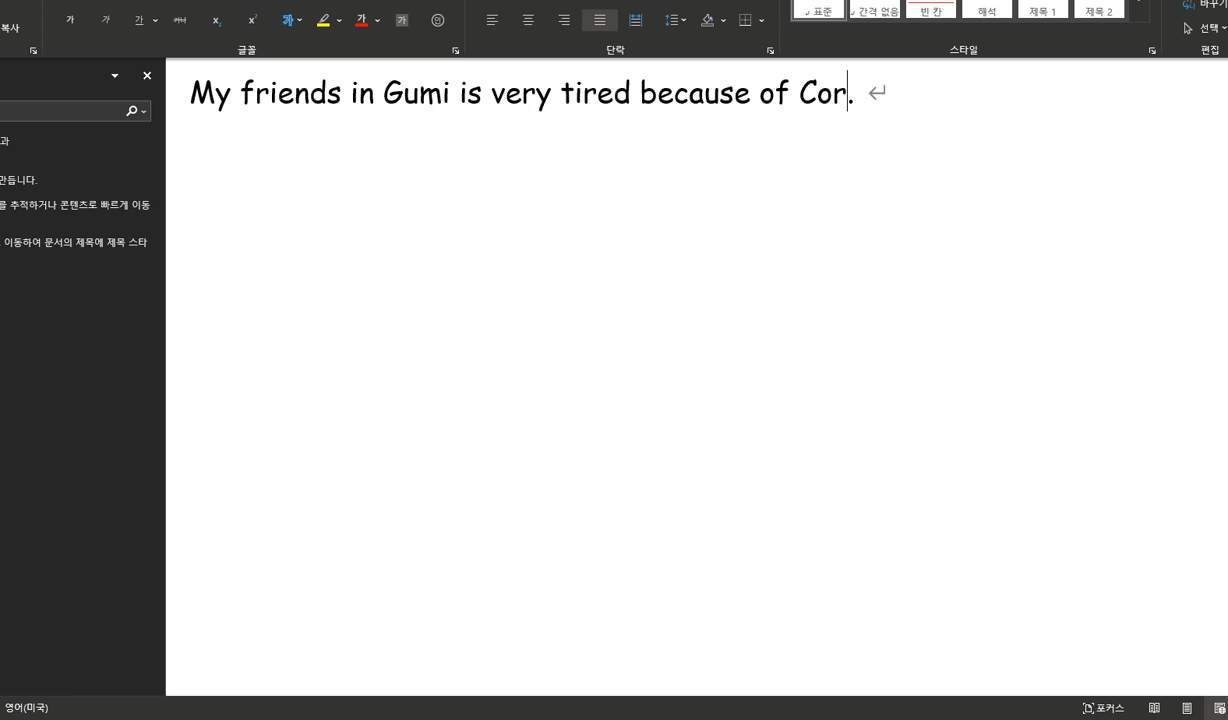 복사
가 가 가 가나 x₂ x² 가 가 가
글꼴
단락
표준 간격 없음 빈 칸 해석 제목 1 제목 2
스타일
바꾸기
선택
편집
My friends in Gumi is very tired because of Cor.
과
만듭니다.
를 추적하거나 콘텐츠로 빠르게 이동
이동하여 문서의 제목에 제목 스타
영어(미국)
포커스